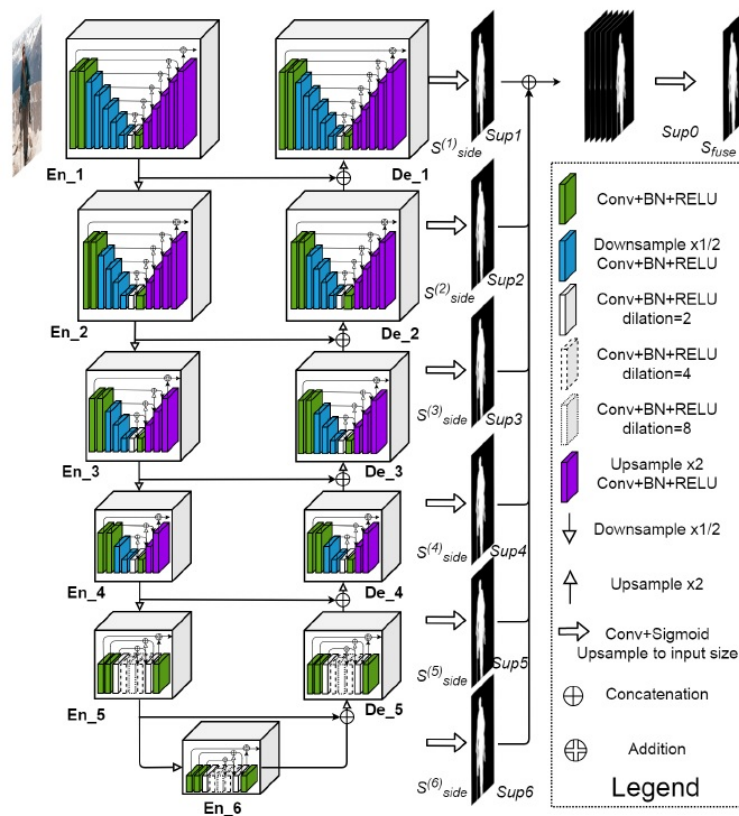 S(1)side
Sup1
Sup0
Sfuse
En_1
De_1
S(2)side
Sup2
En_2
De_2
S(3)side
Sup3
En_3
De_3
S(4)side
Sup4
En_4
De_4
S(5)side
Sup5
En_5
De_5
S(6)side
Sup6
En_6
Conv+BN+RELU
Downsample x1/2
Conv+BN+RELU
Conv+BN+RELU
dilation=2
Conv+BN+RELU
dilation=4
Conv+BN+RELU
dilation=8
Upsample x2
Conv+BN+RELU
Downsample x1/2
Upsample x2
Conv+Sigmoid
Upsample to input size
Concatenation
Addition
Legend